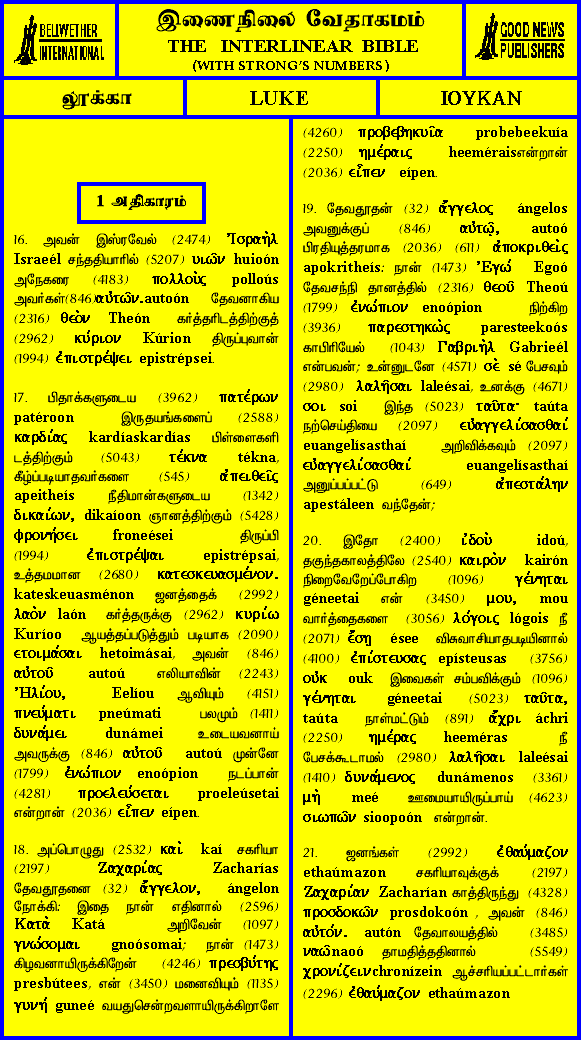 BELLWETHER
INTERNATIONAL
இணைநிலை வேதாகமம்
THE INTERLINEAR BIBLE
(WITH STRONG'S NUMBERS)
GOOD NEWS
PUBLISHERS
லூக்கா
LUKE
ΙΟΥΚΑΝ
1 அதிகாரம்
16. அவன் இஸ்ரவேல் (2474) Ἰσραὴλ
Israeél சந்ததியாரில் (5207) υιῶν huioón
அநேகரை (4183) πολλοὺς polloús
அவர்கள்(846)αὐτῶν.autoón தேவனாகிய
(2316) θεὸν Theón கர்த்தரிடத்திற்குத்
(2962) κύριον Kúrion திருப்புவான்
(1994) ἐπιστρέψει epistrépsei.
17. பிதாக்களுடைய (3962) πατέρων
patéroon இருதயங்களைப் (2588)
καρδίας kardíaskardías பிள்ளைகளி
டத்திற்கும் (5043) τέκνα tékna,
கீழ்ப்படியாதவர்களை (545) ἀπειθεῖς
apeitheís நீதிமான்களுடைய (1342)
δικαίων, dikaíoon ஞானத்திற்கும் (5428)
φρονήσει froneései திருப்பி
(1994) ἐπιστρέψαι epistrépsai,
உத்தமமான (2680) κατεσκευασμένον.
kateskeuasménon ஜனத்தைக் (2992)
λαὸν laón கர்த்தருக்கு (2962) κυρίω
Kuríoo ஆயத்தப்படுத்தும் படியாக (2090)
ετοιμάσαι hetoimásai, அவன் (846)
αὐτοῦ autoú எலியாவின் (2243)
Ἠλίου, Eelíou ஆவியும் (4151)
πνεύματι pneúmati பலமும் (1411)
δυνάμει dunámei உடையவனாய்
அவருக்கு (846) αὐτοῦ autoú முன்னே
(1799) ἐνώπιον enoópion நடப்பான்
(4281) προελεύσεται proeleúsetai
என்றான் (2036) εἶπεν eípen.
18. அப்பொழுது (2532) καὶ kaí சகரியா
(2197) Ζαχαρίας Zacharías
தேவதூதனை (32) ἄγγελον, ángelon
நோக்கி: இதை நான் எதினால் (2596)
Κατὰ Katá அறிவேன் (1097)
γνώσομαι gnoósomai; நான் (1473)
கிழவனாயிருக்கிறேன் (4246) πρεσβύτης
presbútees, என் (3450) மனைவியும் (1135)
γυνή guneé வயதுசென்றவளாயிருக்கிறாளே
(4260) προβεβηκυῖα probebeekuía
(2250) ημέραις heeméraisஎன்றான்
(2036) εἶπεν eípen.
19. தேவதூதன் (32) ἄγγελος ángelos
அவனுக்குப் (846) αὐτῷ, autoó
பிரதியுத்தரமாக (2036) (611) ἀποκριθεὶς
apokritheís: நான் (1473) Ἐγώ Egoó
தேவசந்நி தானத்தில் (2316) θεοῦ Theoú
(1799) ἐνώπιον enoópion நிற்கிற
(3936) παρεστηκὼς paresteekoós
காபிரியேல் (1043) Γαβριὴλ Gabrieél
என்பவன்; உன்னுடனே (4571) σὲ sé பேசவும்
(2980) λαλῆσαι laleésai, உனக்கு (4671)
σοι soi இந்த (5023) ταῦτα· taúta
நற்செய்தியை (2097) εὐαγγελίσασθαί
euangelísasthaí அறிவிக்கவும் (2097)
εὐαγγελίσασθαί euangelísasthaí
அனுப்பப்பட்டு (649) ἀπεστάλην
apestáleen வந்தேன்;
20. இதோ (2400) ἰδοὺ idoú,
தகுந்தகாலத்திலே (2540) καιρὸν kairón
நிறைவேறேப்போகிற (1096) γένηται
géneetai என் (3450) μου, mou
வார்த்தைகளை (3056) λόγοις lógois நீ
(2071) ἔση ésee விசுவாசியாதபடியினால்
(4100) ἐπίστευσας epísteusas (3756)
οὐκ ouk இவைகள் சம்பவிக்கும் (1096)
γένηται géneetai (5023) ταῦτα,
taúta நாள்மட்டும் (891) ἄχρι áchri
(2250) ημέρας heeméras நீ
பேசக்கூடாமல் (2980) λαλῆσαι laleésai
(1410) δυνάμενος dunámenos (3361)
μὴ meé ஊமையாயிருப்பாய் (4623)
σιωπῶν sioopoón என்றான்.
21. ஜனங்கள் (2992) ἐθαύμαζον
ethaúmazon சகரியாவுக்குக் (2197)
Ζαχαρίαν Zacharían காத்திருந்து (4328)
προσδοκῶν prosdokoón , அவன் (846)
αὐτόν. autón தேவாலயத்தில் (3485)
ναῶnaoó தாமதித்ததினால் (5549)
χρονίζεινchronízein ஆச்சரியப்பட்டார்கள்
(2296) ἐθαύμαζον ethaúmazon